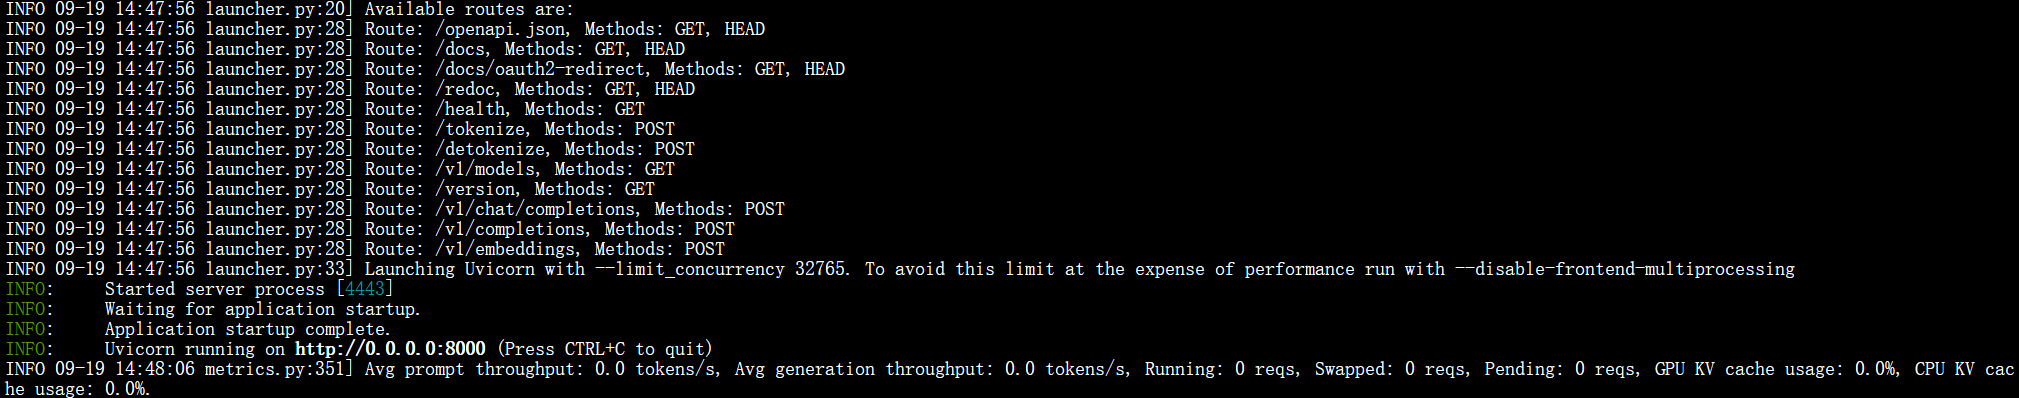 INFO 09-19 14:47:56 launcher.py:20] Available routes are:
INFO 09-19 14:47:56 launcher.py:28] Route: /openapi.json, Methods: GET, HEAD
INFO 09-19 14:47:56 launcher.py:28] Route: /docs, Methods: GET, HEAD
INFO 09-19 14:47:56 launcher.py:28] Route: /docs/oauth2-redirect, Methods: GET, HEAD
INFO 09-19 14:47:56 launcher.py:28] Route: /redoc, Methods: GET, HEAD
INFO 09-19 14:47:56 launcher.py:28] Route: /health, Methods: GET
INFO 09-19 14:47:56 launcher.py:28] Route: /tokenize, Methods: POST
INFO 09-19 14:47:56 launcher.py:28] Route: /detokenize, Methods: POST
INFO 09-19 14:47:56 launcher.py:28] Route: /v1/models, Methods: GET
INFO 09-19 14:47:56 launcher.py:28] Route: /version, Methods: GET
INFO 09-19 14:47:56 launcher.py:28] Route: /v1/chat/completions, Methods: POST
INFO 09-19 14:47:56 launcher.py:28] Route: /v1/completions, Methods: POST
INFO 09-19 14:47:56 launcher.py:28] Route: /v1/embeddings, Methods: POST
INFO 09-19 14:47:56 launcher.py:33] Launching Uvicorn with --limit_concurrency 32765. To avoid this limit at the expense of performance run with --disable-frontend-multiprocessing
INFO:     Started server process [4443]
INFO:     Waiting for application startup.
INFO:     Application startup complete.
INFO:     Uvicorn running on http://0.0.0.0:8000 (Press CTRL+C to quit)
INFO 09-19 14:48:06 metrics.py:351] Avg prompt throughput: 0.0 tokens/s, Avg generation throughput: 0.0 tokens/s, Running: 0 reqs, Swapped: 0 reqs, Pending: 0 reqs, GPU KV cache usage: 0.0%, CPU KV cac
he usage: 0.0%.